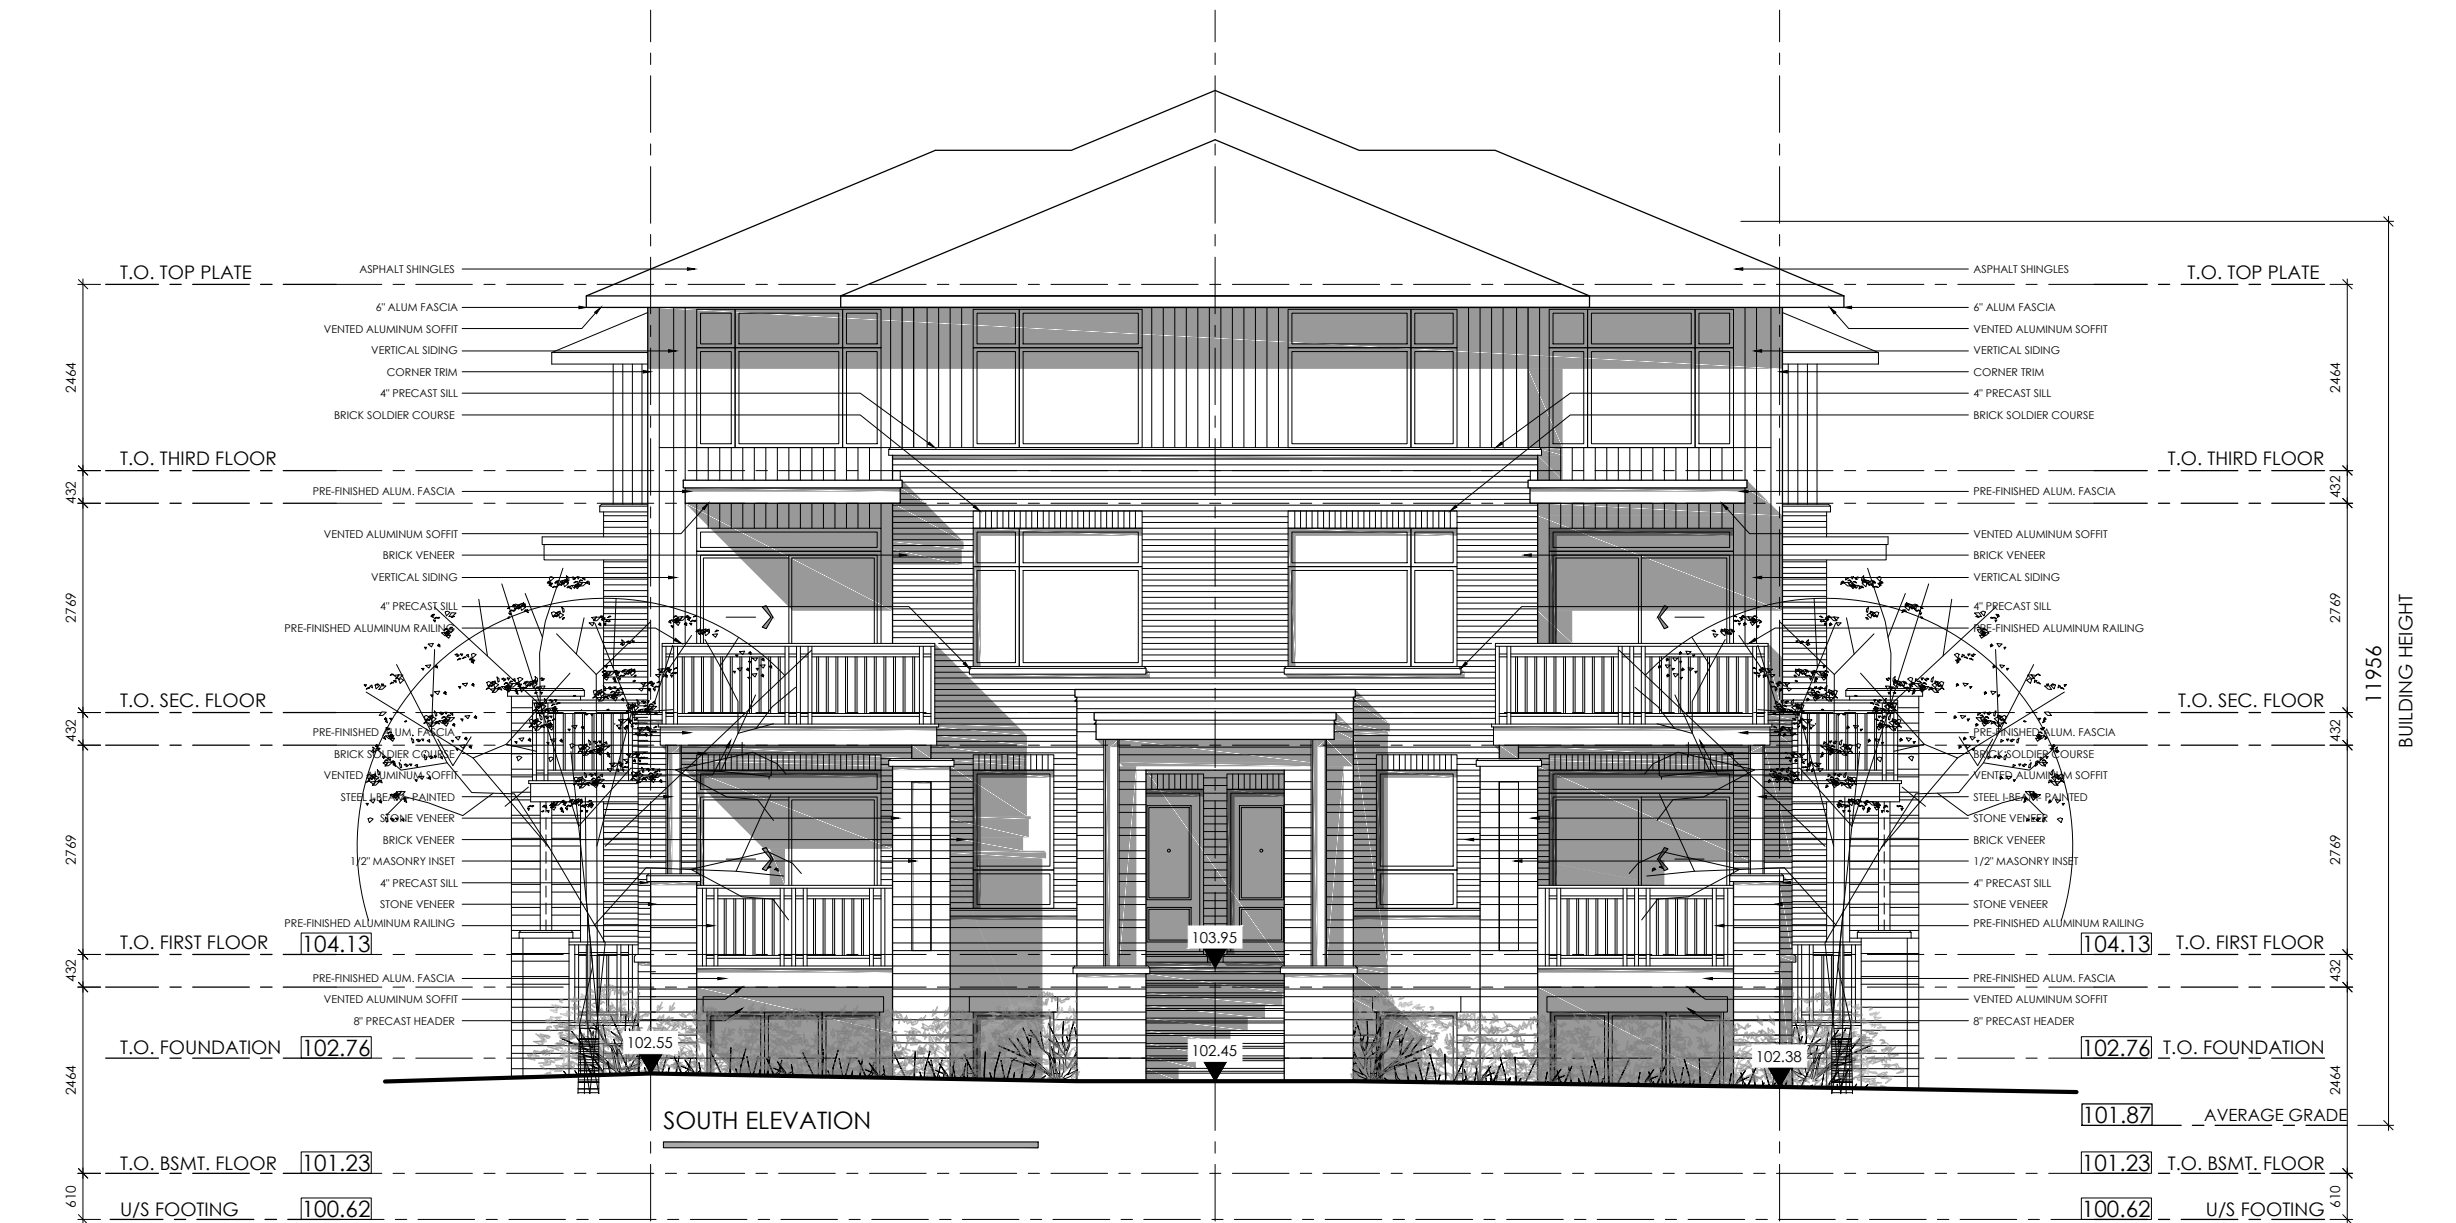 T.O. TOP PLATE
ASPHALT SHINGLES
6" ALUM FASCIA
VENTED ALUMINUM SOFFIT
VERTICAL SIDING
CORNER TRIM
4" PRECAST SILL
BRICK SOLDIER COURSE
2464
T.O. THIRD FLOOR
432
PRE-FINISHED ALUM. FASCIA
VENTED ALUMINUM SOFFIT
BRICK VENEER
VERTICAL SIDING
4" PRECAST SILL
PRE-FINISHED ALUMINUM RAILING
2769
T.O. SEC. FLOOR
432
PRE-FINISHED ALUM. FASCIA
BRICK SOLDIER COURSE
VENTED ALUMINUM SOFFIT
STEEL I-BEAM- PAINTED
STONE VENEER
BRICK VENEER
1/2" MASONRY INSET
4" PRECAST SILL
STONE VENEER
PRE-FINISHED ALUMINUM RAILING
2769
T.O. FIRST FLOOR 104.13
432
PRE-FINISHED ALUM. FASCIA
VENTED ALUMINUM SOFFIT
8" PRECAST HEADER
T.O. FOUNDATION 102.76
2464
T.O. BSMT. FLOOR 101.23
610
U/S FOOTING 100.62
103.95
102.55
102.45
102.38
SOUTH ELEVATION
ASPHALT SHINGLES
T.O. TOP PLATE
6" ALUM FASCIA
VENTED ALUMINUM SOFFIT
VERTICAL SIDING
CORNER TRIM
4" PRECAST SILL
BRICK SOLDIER COURSE
2464
T.O. THIRD FLOOR
432
PRE-FINISHED ALUM. FASCIA
VENTED ALUMINUM SOFFIT
BRICK VENEER
VERTICAL SIDING
4" PRECAST SILL
PRE-FINISHED ALUMINUM RAILING
2769
T.O. SEC. FLOOR
432
PRE-FINISHED ALUM. FASCIA
BRICK SOLDIER COURSE
VENTED ALUMINUM SOFFIT
STEEL I-BEAM- PAINTED
STONE VENEER
BRICK VENEER
1/2" MASONRY INSET
4" PRECAST SILL
STONE VENEER
PRE-FINISHED ALUMINUM RAILING
2769
104.13 T.O. FIRST FLOOR
432
PRE-FINISHED ALUM. FASCIA
VENTED ALUMINUM SOFFIT
8" PRECAST HEADER
102.76 T.O. FOUNDATION
2464
101.87 AVERAGE GRADE
101.23 T.O. BSMT. FLOOR
610
100.62 U/S FOOTING
11956
BUILDING HEIGHT